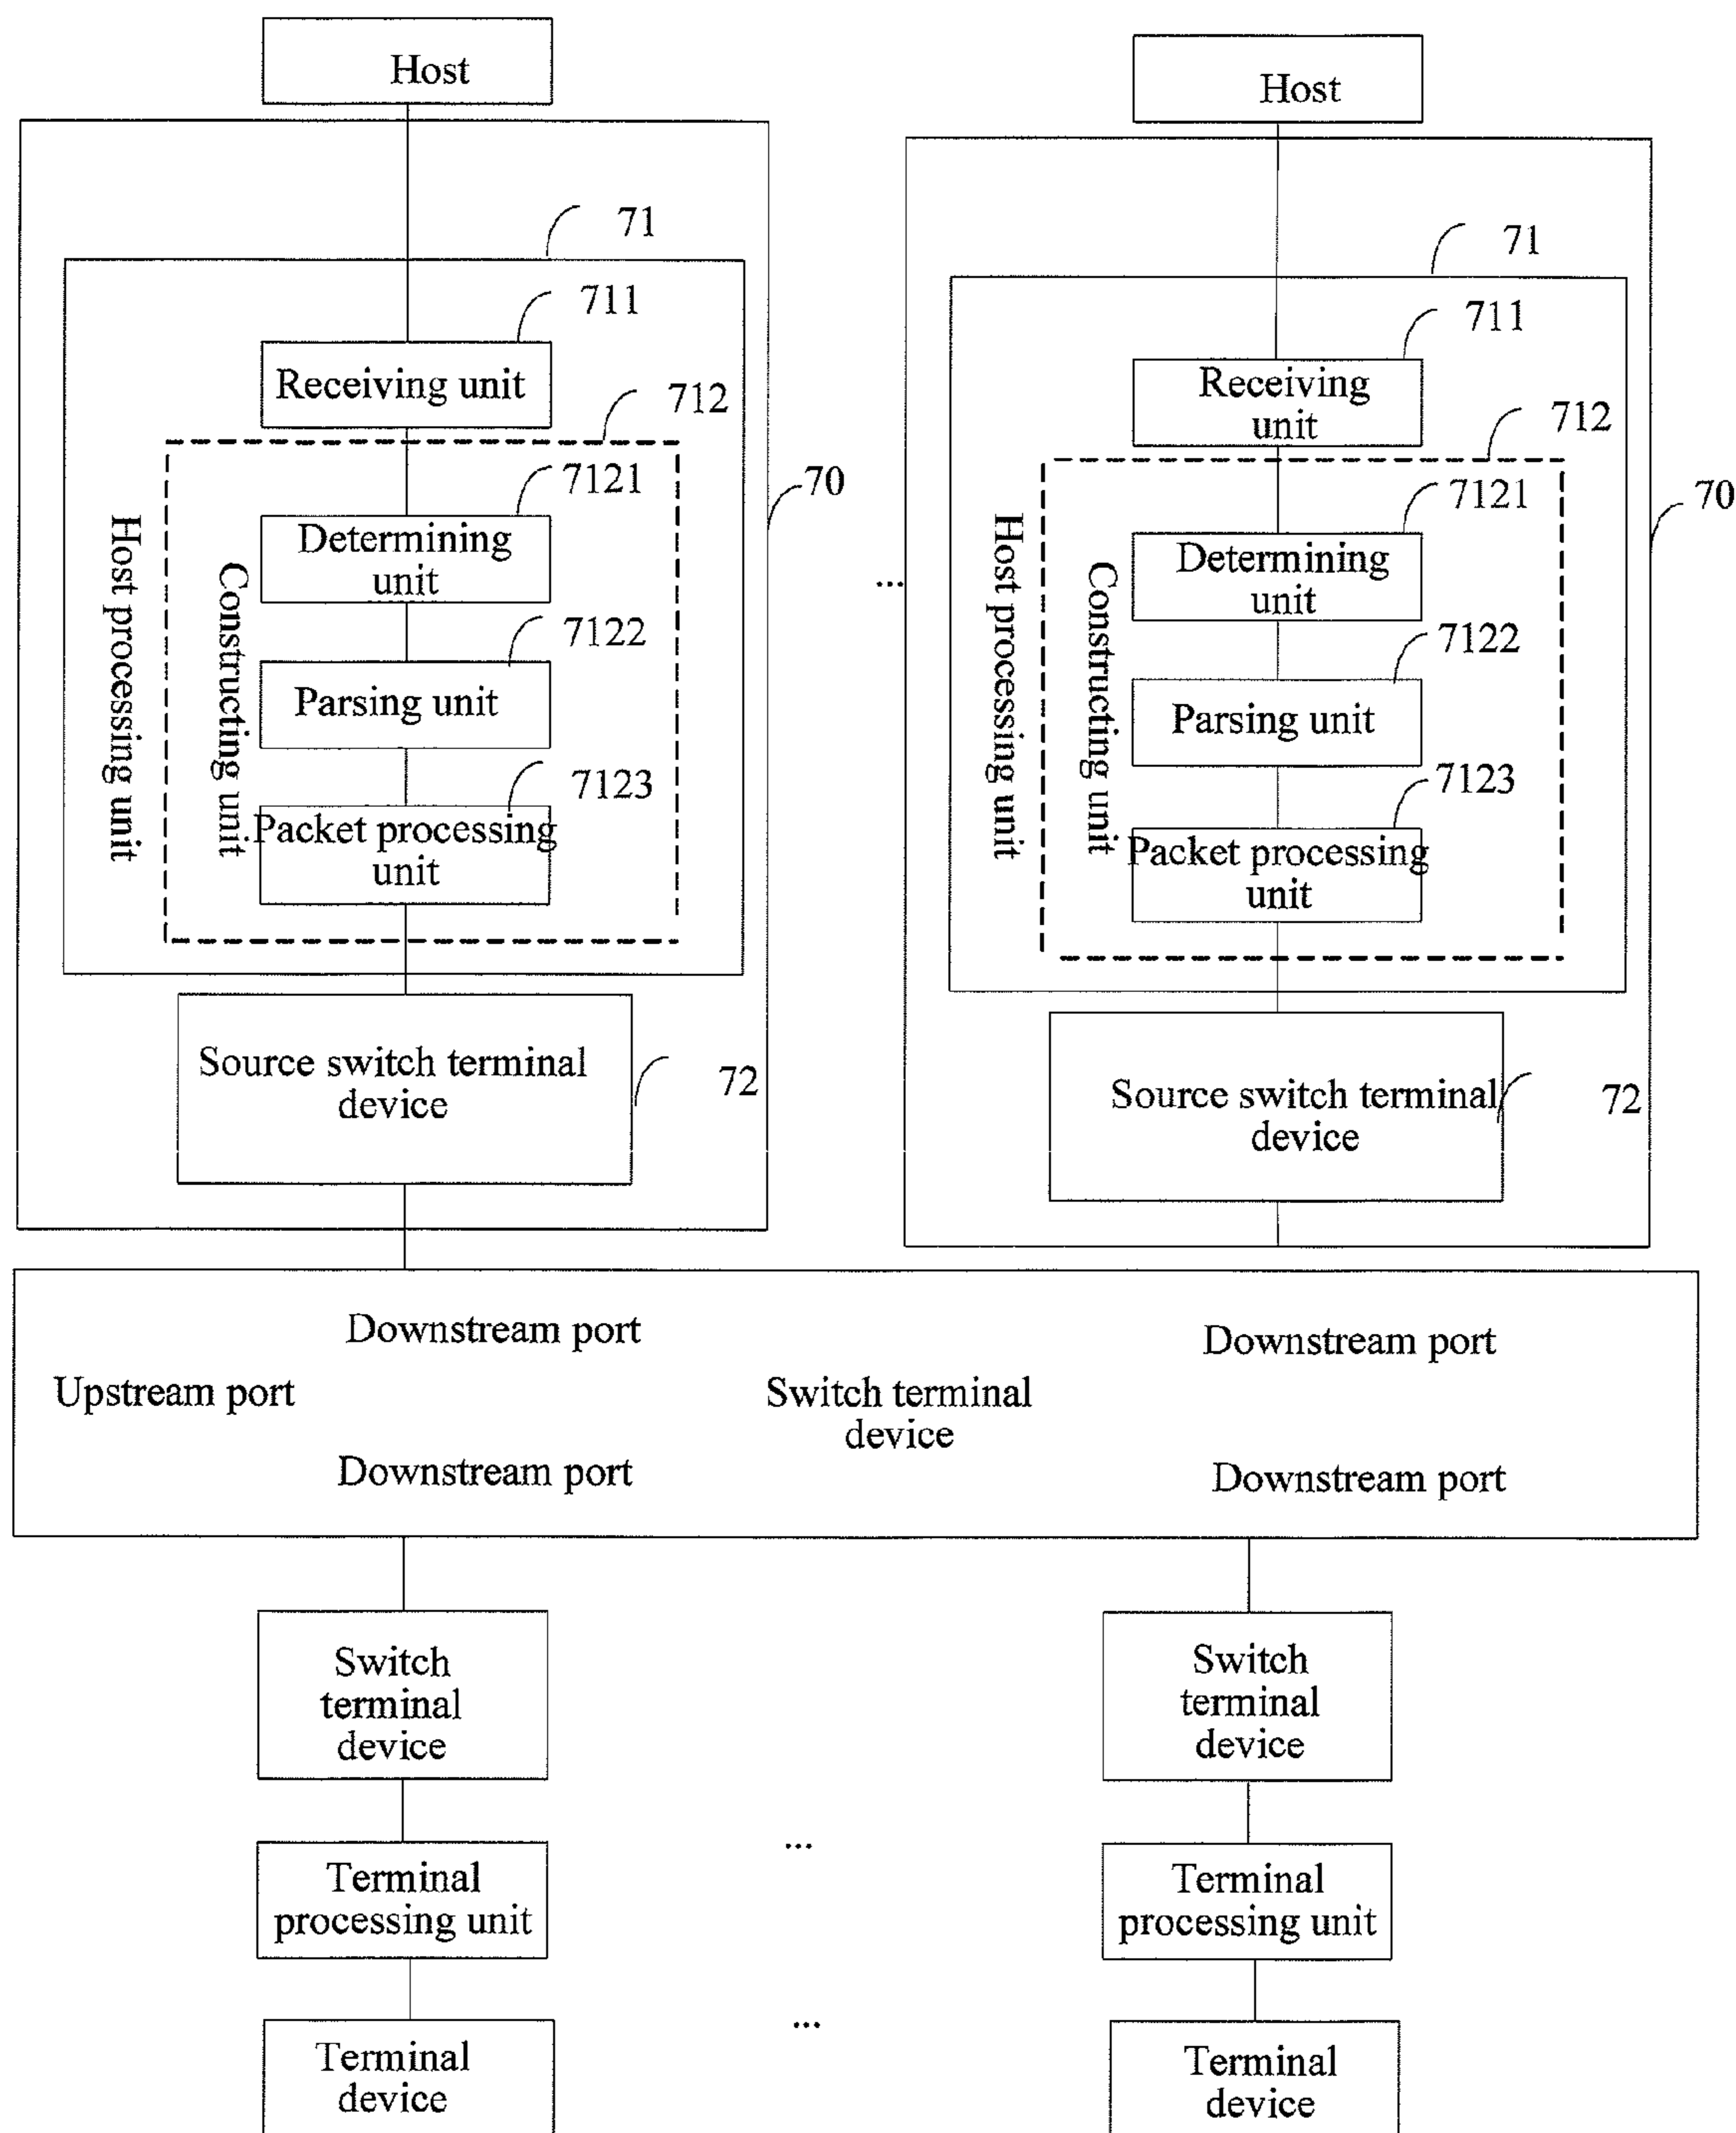 Host
Host
71
71
711
711
Receiving unit
Receiving
unit
712
712
7121
7121
70
70
Determining
unit
Determining
unit
Host processing unit
Constructing unit
...
Host processing unit
Constructing unit
7122
7122
Parsing unit
Parsing unit
7123
7123
Packet processing
unit
Packet processing
unit
Source switch terminal
device
72
Source switch terminal
device
72
Downstream port
Downstream port
Upstream port
Switch terminal
device
Downstream port
Downstream port
Switch
terminal
device
Switch
terminal
device
...
Terminal
processing unit
Terminal
processing unit
...
Terminal
device
Terminal
device